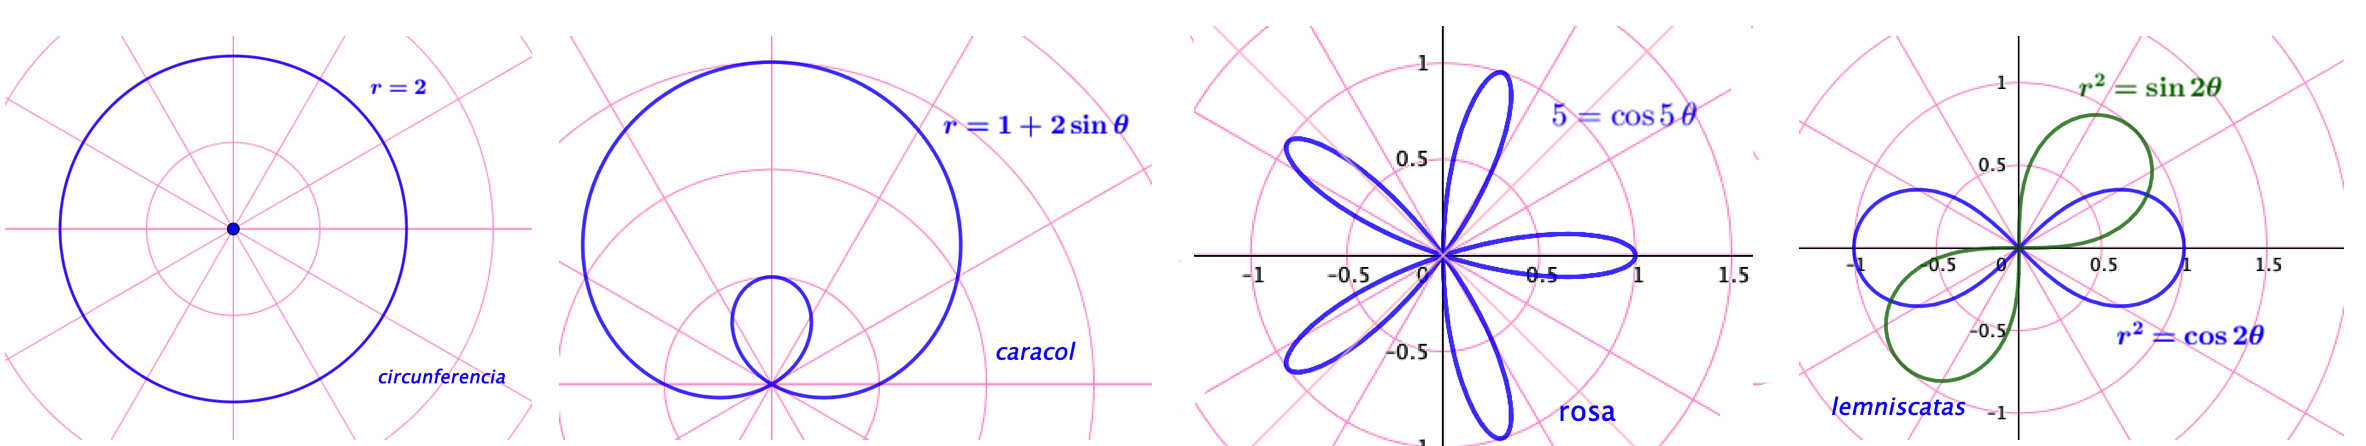 r = 2
circunferencia
r = 1 + 2 sin θ
caracol
1
0.5
-1
-0.5
0
0.5
1
1.5
-0.5
-1
5 = cos 5 θ
rosa
1
0.5
-1
-0.5
0
0.5
1
1.5
-0.5
-1
r² = sin 2θ
r² = cos 2θ
lemniscatas